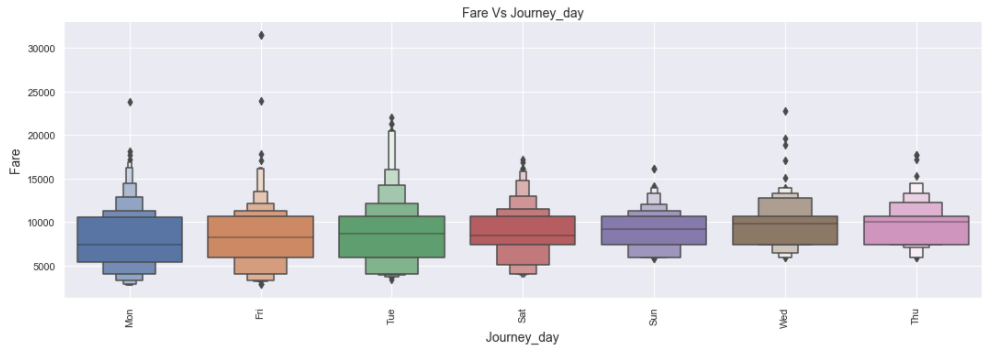 Fare Vs Journey_day
30000
25000
20000
15000
10000
5000
Fare
Mon
Fri
Tue
Sat
Sun
Wed
Thu
Journey_day